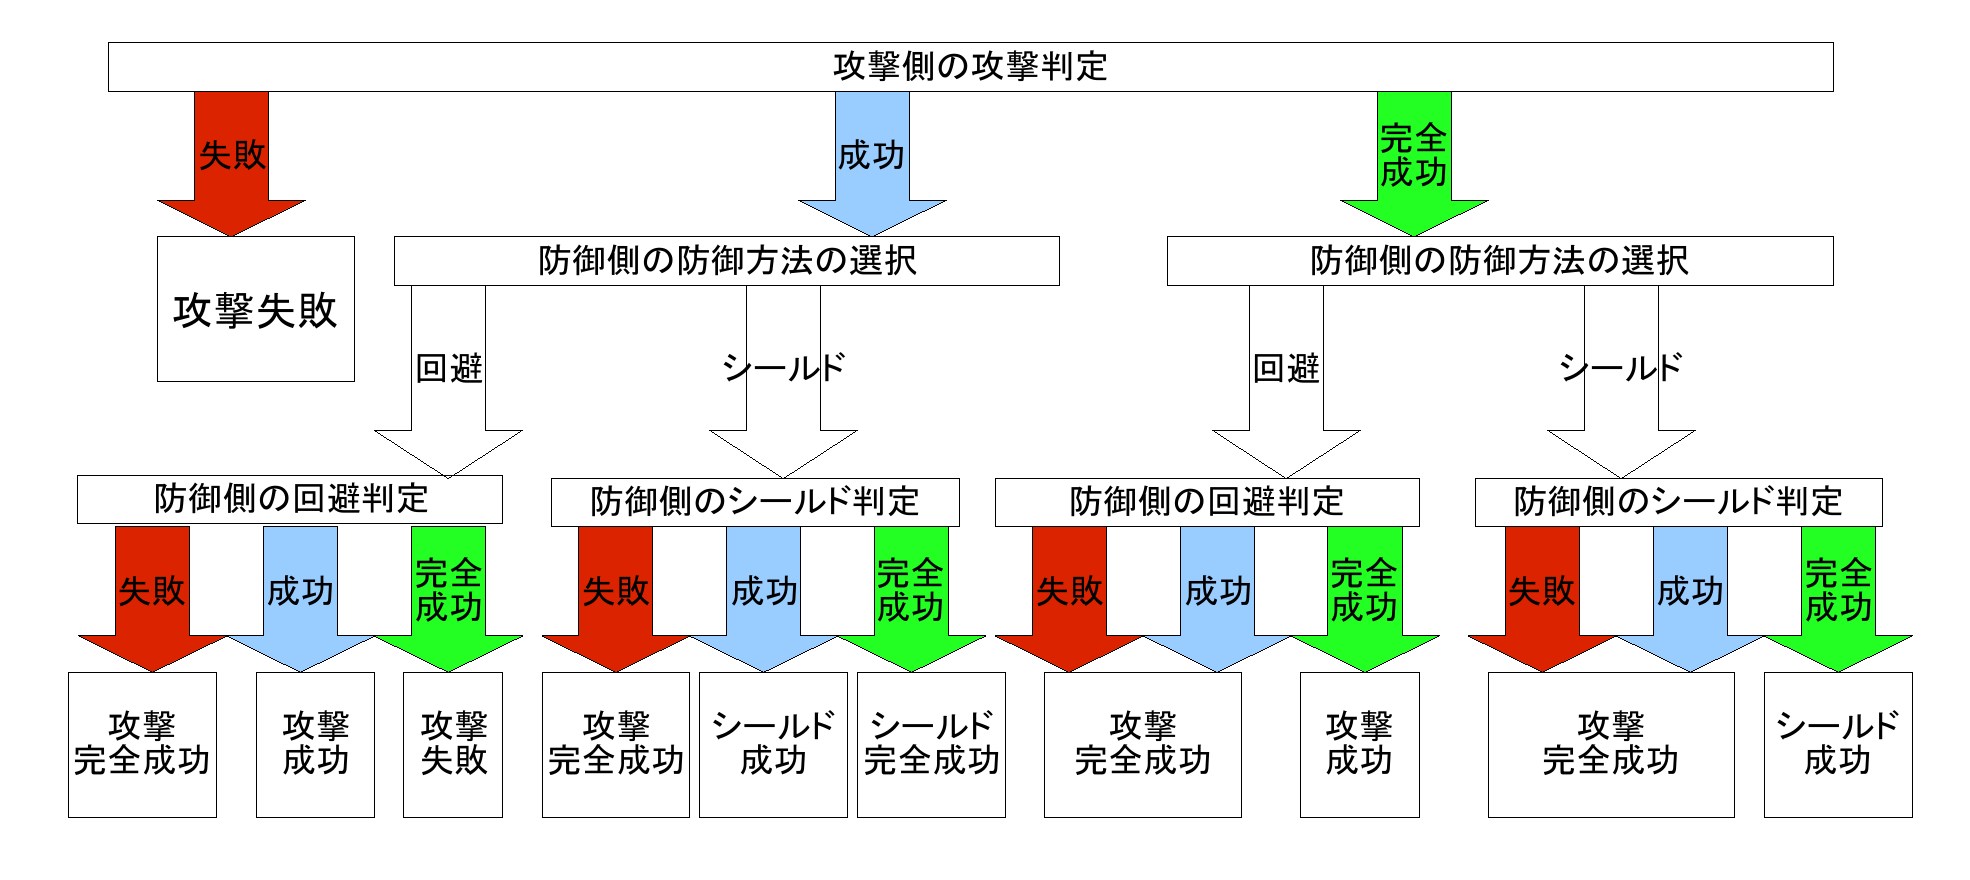 攻撃側の攻撃判定
失敗
成功
完全
成功
攻撃失敗
防御側の防御方法の選択
防御側の防御方法の選択
回避
シールド
回避
シールド
防御側の回避判定
防御側のシールド判定
防御側の回避判定
防御側のシールド判定
失敗
成功
完全
成功
失敗
成功
完全
成功
失敗
成功
完全
成功
失敗
成功
完全
成功
攻撃
完全成功
攻撃
成功
攻撃
失敗
攻撃
完全成功
シールド
成功
シールド
完全成功
攻撃
完全成功
攻撃
成功
攻撃
完全成功
シールド
成功